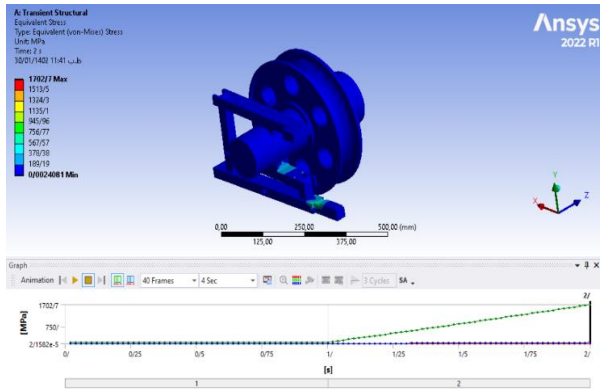 A: Transient Structural
Equivalent Stress
Type: Equivalent (von-Mises) Stress
Unit: MPa
Time: 2 s
30/01/1402 11:41 ب.ظ
1702/7 Max
1513/5
1324/3
1135/1
945/96
756/77
567/57
378/38
189/19
0/0024081 Min
Ansys
2022 R1
Y
X
Z
0,00
250,00
500,00 (mm)
125,00
375,00
Graph
Animation
40 Frames
4 Sec
3 Cycles
SA
2/
1702/7
750/
2/1582e-5
[MPa]
0/
0/25
0/5
0/75
1/
1/25
1/5
1/75
2/
[s]
1
2